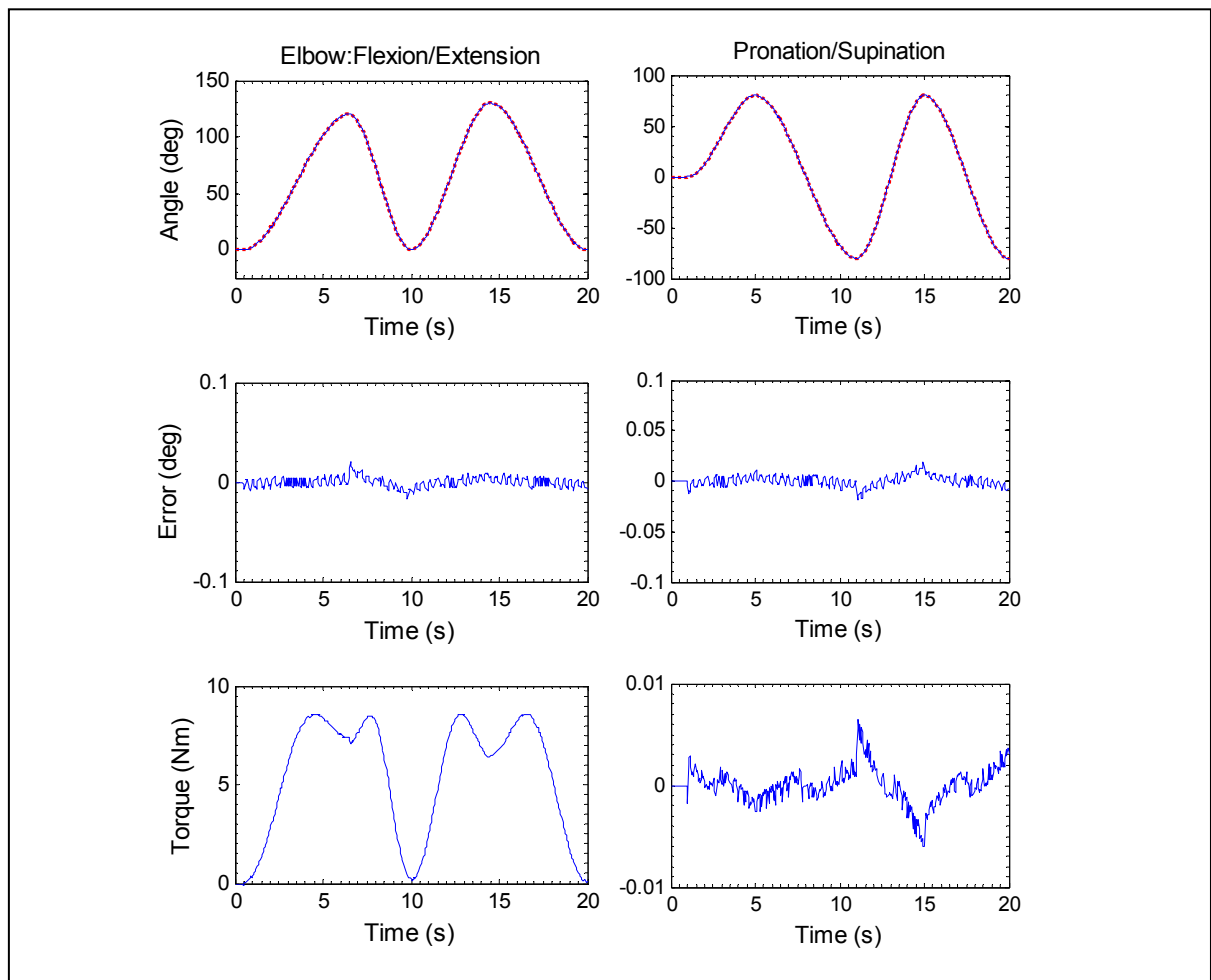 Elbow:Flexion/Extension
Pronation/Supination
Angle (deg)
150
100
50
0
0 5 10 15 20
Time (s)
100
50
0
-50
-100
0 5 10 15 20
Time (s)
Error (deg)
0.1
0
-0.1
0 5 10 15 20
Time (s)
0.1
0.05
0
-0.05
-0.1
0 5 10 15 20
Time (s)
Torque (Nm)
10
5
0
0 5 10 15 20
Time (s)
0.01
0
-0.01
0 5 10 15 20
Time (s)